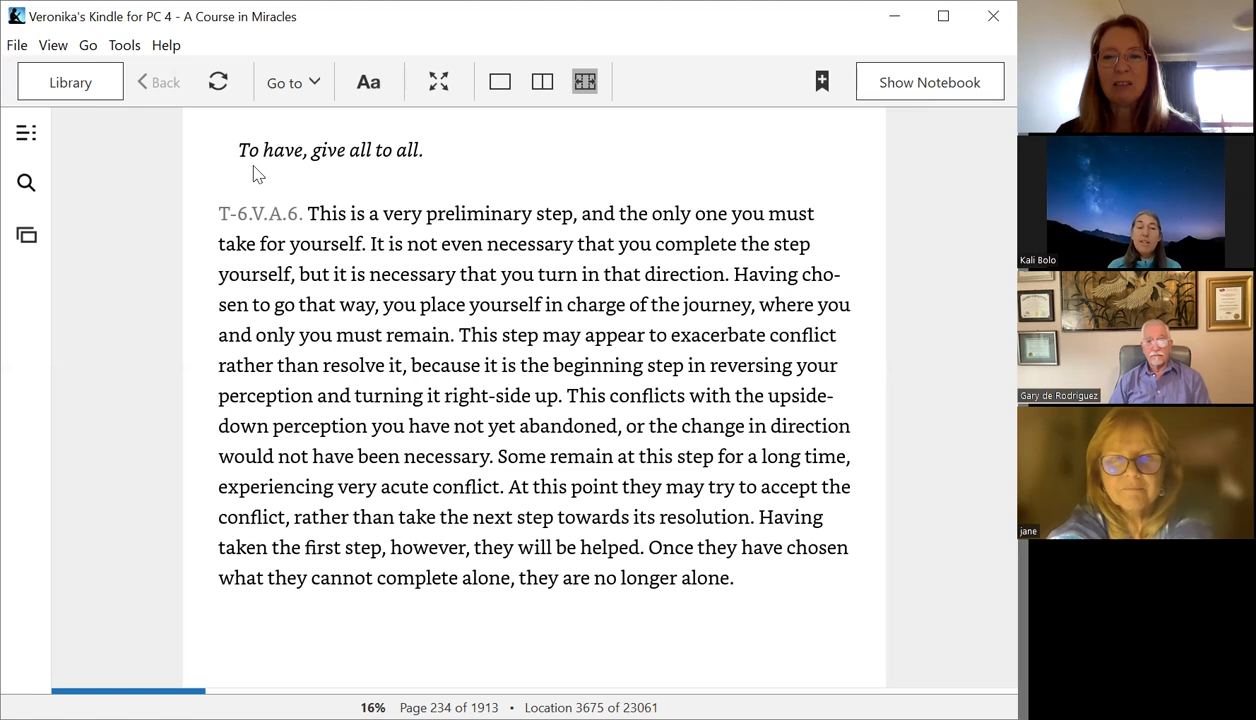 Veronika's Kindle for PC 4 - A Course in Miracles
File View Go Tools Help
Library
Back
Go to
Aa
Show Notebook
To have, give all to all.
T-6.V.A.6. This is a very preliminary step, and the only one you must
take for yourself. It is not even necessary that you complete the step
yourself, but it is necessary that you turn in that direction. Having cho-
sen to go that way, you place yourself in charge of the journey, where you
and only you must remain. This step may appear to exacerbate conflict
rather than resolve it, because it is the beginning step in reversing your
perception and turning it right-side up. This conflicts with the upside-
down perception you have not yet abandoned, or the change in direction
would not have been necessary. Some remain at this step for a long time,
experiencing very acute conflict. At this point they may try to accept the
conflict, rather than take the next step towards its resolution. Having
taken the first step, however, they will be helped. Once they have chosen
what they cannot complete alone, they are no longer alone.
16% Page 234 of 1913 • Location 3675 of 23061
Kali Bolo
Gary de Rodriguez
jane